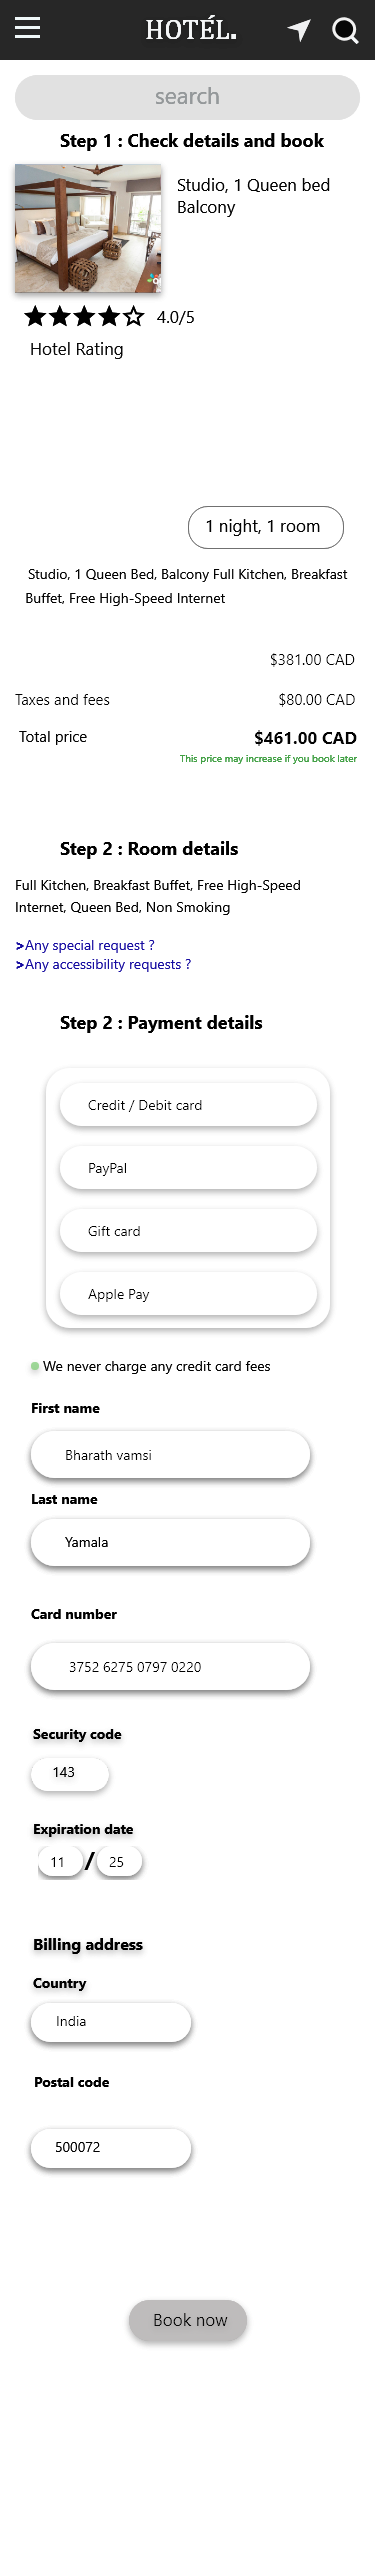 HOTÉL.
search
Step 1 : Check details and book
Studio, 1 Queen bed
Balcony
4.0/5
Hotel Rating
1 night, 1 room
Studio, 1 Queen Bed, Balcony Full Kitchen, Breakfast
Buffet, Free High-Speed Internet
$381.00 CAD
Taxes and fees $80.00 CAD
Total price $461.00 CAD
This price may increase if you book later
Step 2 : Room details
Full Kitchen, Breakfast Buffet, Free High-Speed
Internet, Queen Bed, Non Smoking
>Any special request ?
>Any accessibility requests ?
Step 2 : Payment details
Credit / Debit card
PayPal
Gift card
Apple Pay
We never charge any credit card fees
First name
Bharath vamsi
Last name
Yamala
Card number
3752 6275 0797 0220
Security code
143
Expiration date
11 / 25
Billing address
Country
India
Postal code
500072
Book now